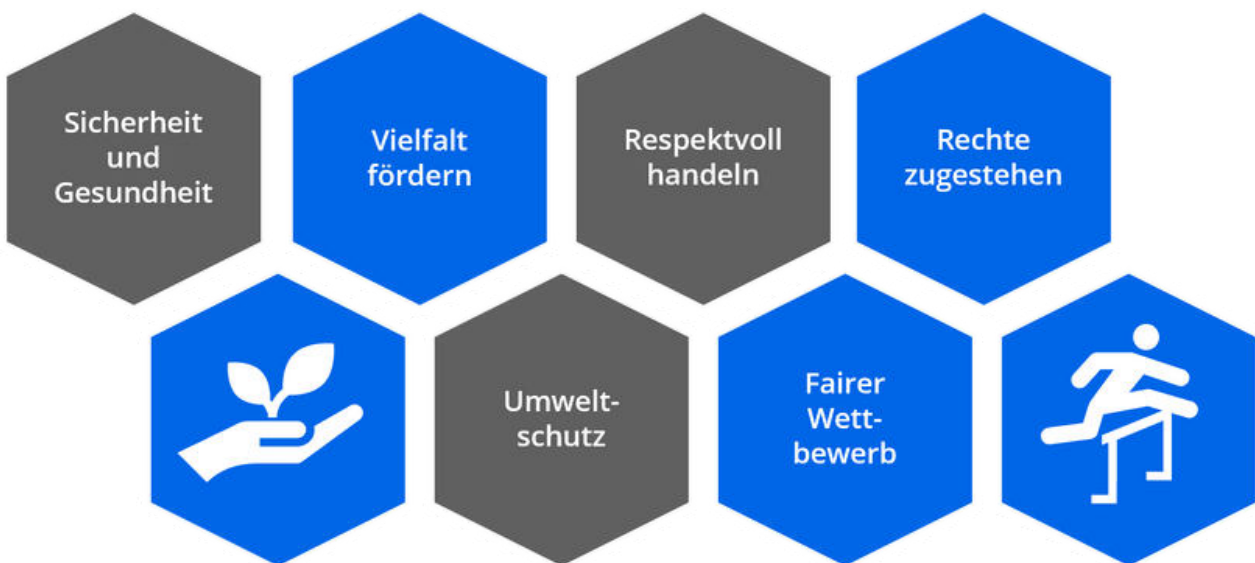 Sicherheit
und
Gesundheit
Vielfalt
fördern
Respektvoll
handeln
Rechte
zugestehen
Umwelt-
schutz
Fairer
Wett-
bewerb